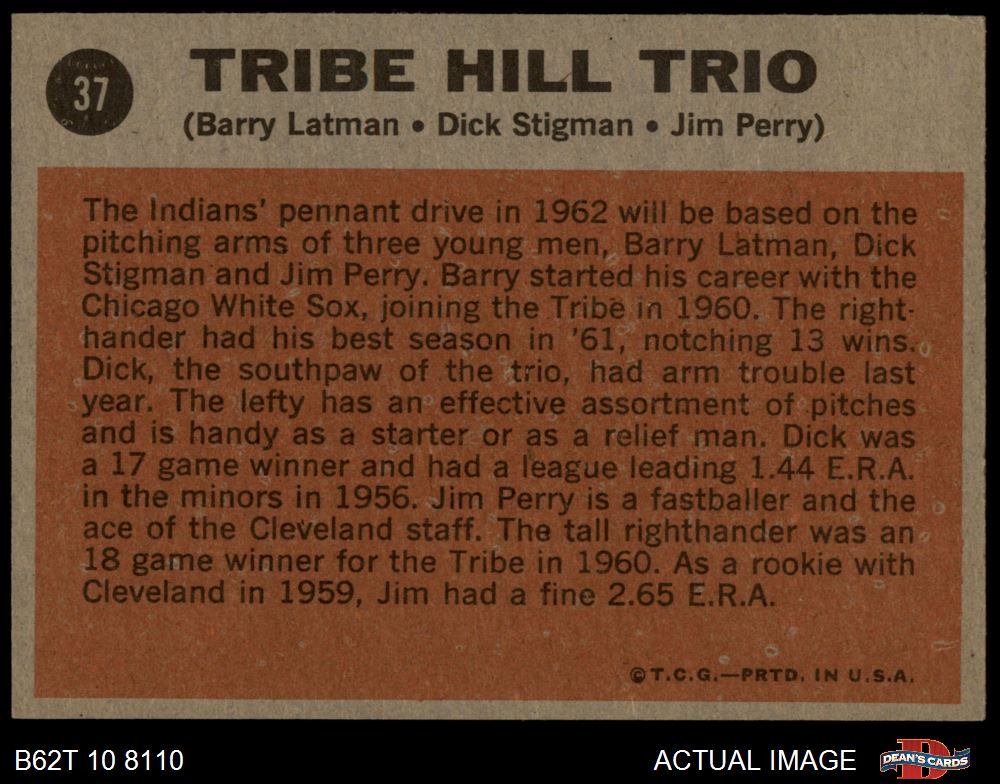 37
TRIBE HILL TRIO
(Barry Latman • Dick Stigman • Jim Perry)
The Indians' pennant drive in 1962 will be based on the
pitching arms of three young men, Barry Latman, Dick
Stigman and Jim Perry. Barry started his career with the
Chicago White Sox, joining the Tribe in 1960. The right-
hander had his best season in '61, notching 13 wins.
Dick, the southpaw of the trio, had arm trouble last
year. The lefty has an effective assortment of pitches
and is handy as a starter or as a relief man. Dick was
a 17 game winner and had a league leading 1.44 E.R.A.
in the minors in 1956. Jim Perry is a fastballer and the
ace of the Cleveland staff. The tall righthander was an
18 game winner for the Tribe in 1960. As a rookie with
Cleveland in 1959, Jim had a fine 2.65 E.R.A.
©T.C.G.—PRTD. IN U.S.A.
B62T 10 8110
ACTUAL IMAGE
D
DEAN'S CARDS